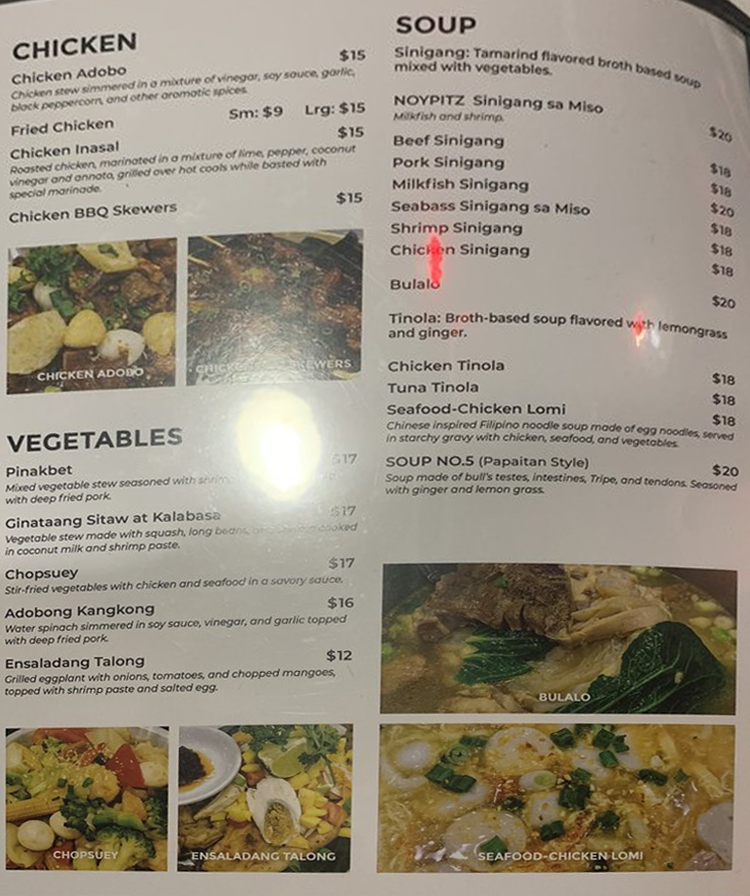 CHICKEN
Chicken Adobo $15
Chicken stew simmered in a mixture of vinegar, soy sauce, garlic,
black peppercorn, and other aromatic spices.
Fried Chicken Sm: $9 Lrg: $15
Chicken Inasal $15
Roasted chicken, marinated in a mixture of lime, pepper, coconut
vinegar and annato, grilled over hot coals while basted with
special marinade.
Chicken BBQ Skewers $15
CHICKEN ADOBO
SKEWERS
VEGETABLES
Pinakbet $17
Mixed vegetable stew seasoned with
with deep fried pork.
Ginataang Sitaw at Kalabasa $17
Vegetable stew made with squash, long beans, cooked
in coconut milk and shrimp paste.
Chopsuey $17
Stir-fried vegetables with chicken and seafood in a savory sauce.
Adobong Kangkong $16
Water spinach simmered in soy sauce, vinegar, and garlic topped
with deep fried pork.
Ensaladang Talong $12
Grilled eggplant with onions, tomatoes, and chopped mangoes,
topped with shrimp paste and salted egg.
CHOPSUEY
ENSALADANG TALONG
SOUP
Sinigang: Tamarind flavored broth based soup
mixed with vegetables.
NOYPITZ Sinigang sa Miso $20
Milkfish and shrimp.
Beef Sinigang $18
Pork Sinigang $18
Milkfish Sinigang $20
Seabass Sinigang sa Miso $18
Shrimp Sinigang $18
Chicken Sinigang $18
Bulalo $20
Tinola: Broth-based soup flavored with lemongrass
and ginger.
Chicken Tinola $18
Tuna Tinola $18
Seafood-Chicken Lomi $18
Chinese inspired Filipino noodle soup made of egg noodles, served
in starchy gravy with chicken, seafood, and vegetables.
SOUP NO.5 (Papaitan Style) $20
Soup made of bull's testes, intestines, Tripe, and tendons. Seasoned
with ginger and lemon grass.
BULALO
SEAFOOD-CHICKEN LOMI